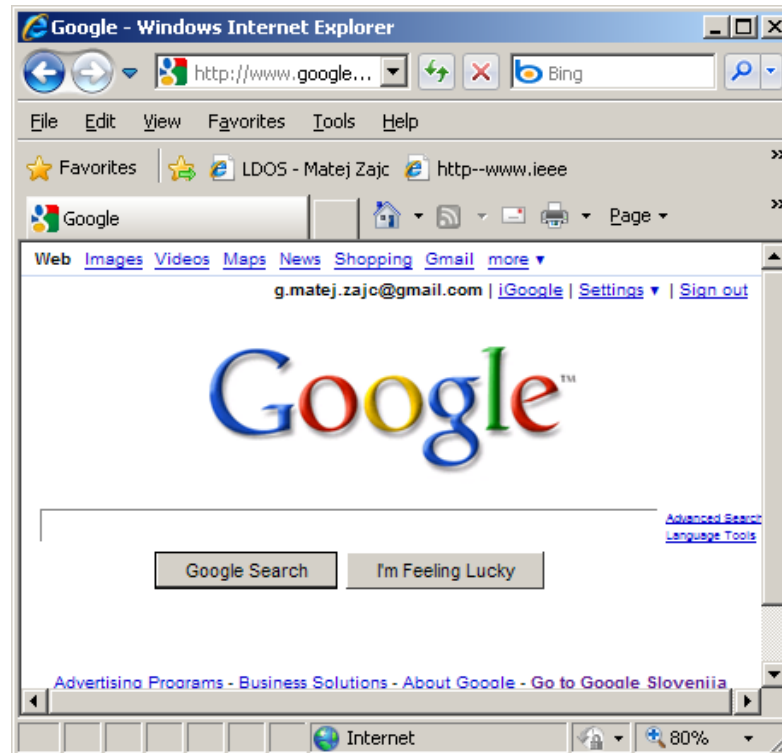 Google - Windows Internet Explorer
http://www.google... Bing
File Edit View Favorites Tools Help
Favorites LDOS - Matej Zajc http--www.ieee »
Google Page »
Web Images Videos Maps News Shopping Gmail more ▼
g.matej.zajc@gmail.com | iGoogle | Settings ▼ | Sign out
Google™
Advanced Search
Language Tools
Google Search I'm Feeling Lucky
Advertising Programs - Business Solutions - About Google - Go to Google Slovenija
Internet 80%